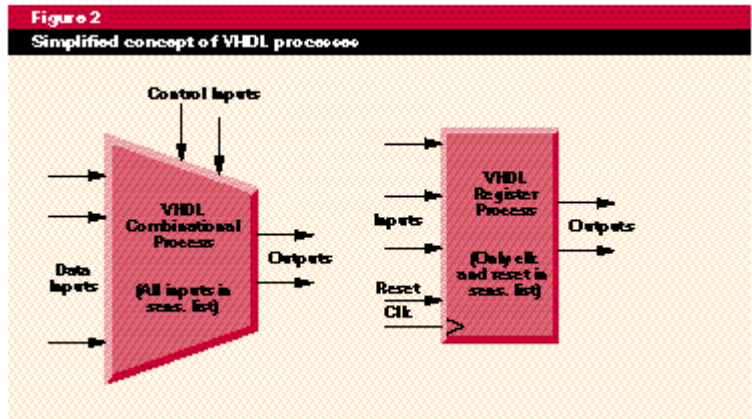 Figure 2
Simplified concept of VHDL processes
Control Inputs
Data
Inputs
VHDL
Combinational
Process
(All inputs in
sens. list)
Outputs
Inputs
Reset
Clk
VHDL
Register
Process
(Only clk
and reset in
sens. list)
Outputs